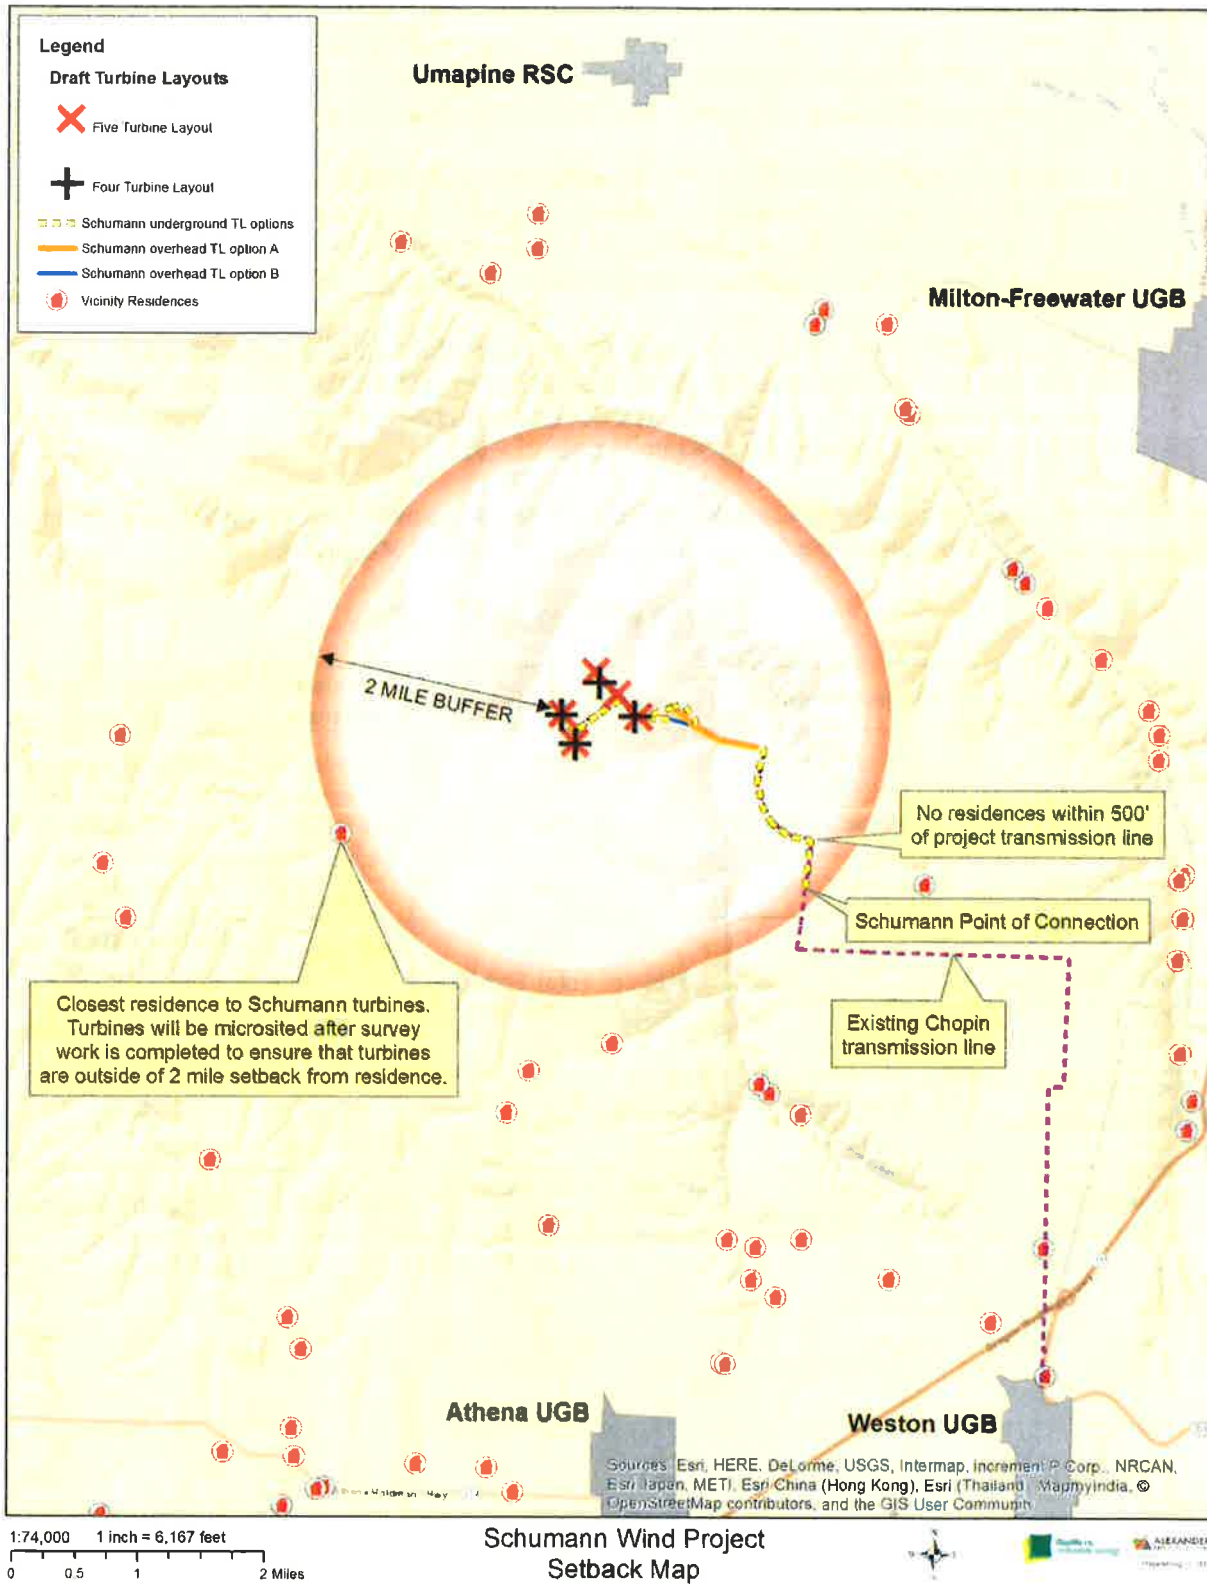 Legend
Draft Turbine Layouts
Five Turbine Layout
Four Turbine Layout
Schumann underground TL options
Schumann overhead TL option A
Schumann overhead TL option B
Vicinity Residences
Umapine RSC
Milton-Freewater UGB
2 MILE BUFFER
No residences within 500'
of project transmission line
Schumann Point of Connection
Existing Chopin
transmission line
Closest residence to Schumann turbines.
Turbines will be microsited after survey
work is completed to ensure that turbines
are outside of 2 mile setback from residence.
Athena UGB
Weston UGB
Sources: Esri, HERE, DeLorme, USGS, Intermap, increment P Corp., NRCAN,
Esri Japan, METI, Esri China (Hong Kong), Esri (Thailand), MapmyIndia, ©
OpenStreetMap contributors, and the GIS User Community
1:74,000 1 inch = 6,167 feet
0 0.5 1 2 Miles
Schumann Wind Project
Setback Map
ALEXANDER